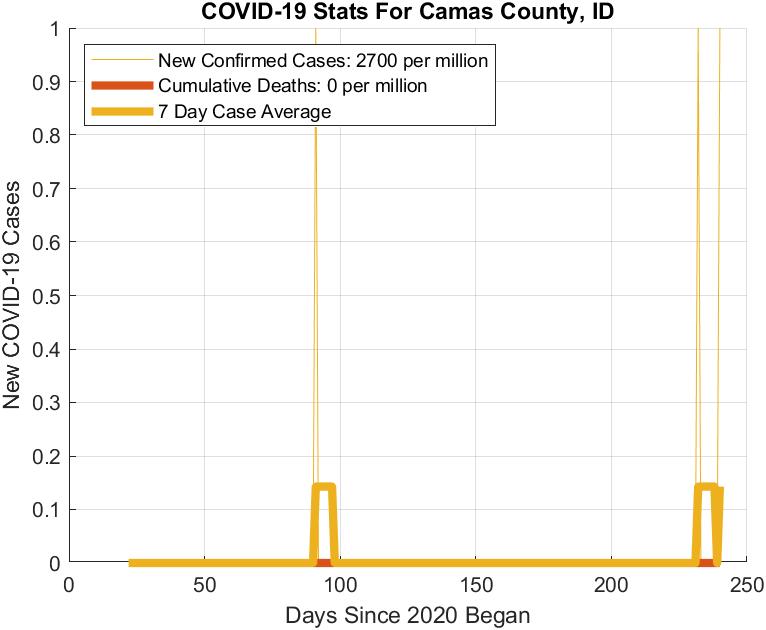 COVID-19 Stats For Camas County, ID
New Confirmed Cases: 2700 per million
Cumulative Deaths: 0 per million
7 Day Case Average
New COVID-19 Cases
1
0.9
0.8
0.7
0.6
0.5
0.4
0.3
0.2
0.1
0
0 50 100 150 200 250
Days Since 2020 Began